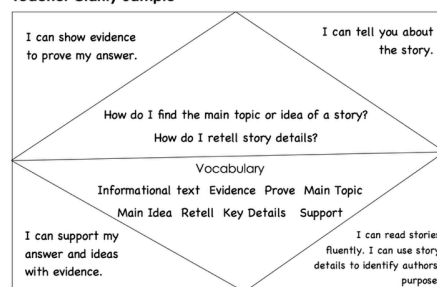 Teacher Clarity Sample
I can show evidence
to prove my answer.
I can tell you about
the story.
How do I find the main topic or idea of a story?
How do I retell story details?
Vocabulary
Informational text Evidence Prove Main Topic
Main Idea Retell Key Details Support
I can support my
answer and ideas
with evidence.
I can read stories
fluently. I can use story
details to identify authors
purpose